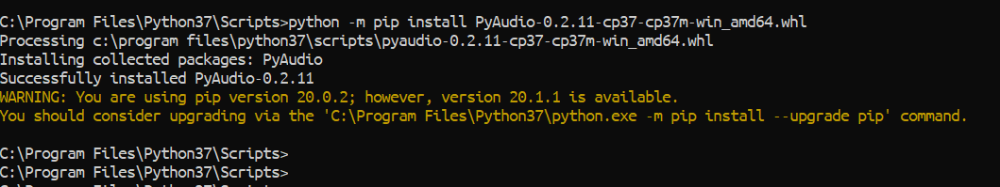 C:\Program Files\Python37\Scripts>python -m pip install PyAudio-0.2.11-cp37-cp37m-win_amd64.whl
Processing c:\program files\python37\scripts\pyaudio-0.2.11-cp37-cp37m-win_amd64.whl
Installing collected packages: PyAudio
Successfully installed PyAudio-0.2.11
WARNING: You are using pip version 20.0.2; however, version 20.1.1 is available.
You should consider upgrading via the 'C:\Program Files\Python37\python.exe -m pip install --upgrade pip' command.
C:\Program Files\Python37\Scripts>
C:\Program Files\Python37\Scripts>